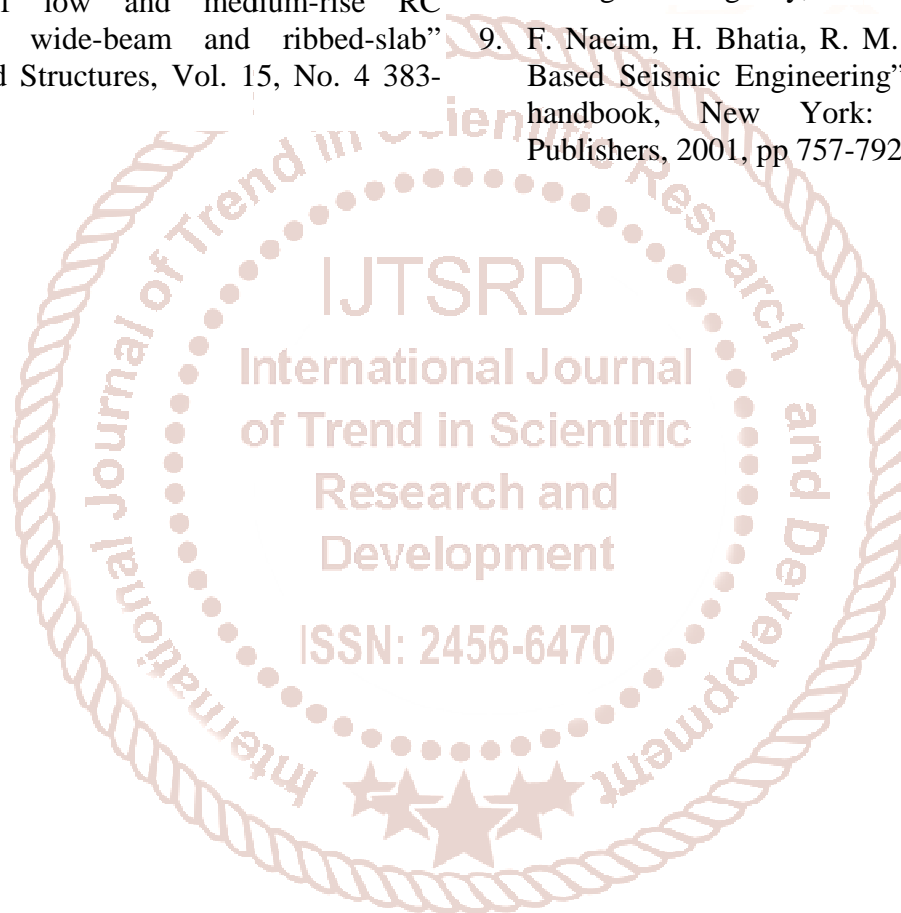 low and medium-rise RC
wide-beam and ribbed-slab”
d Structures, Vol. 15, No. 4 383-
9. F. Naeim, H. Bhatia, R. M.
Based Seismic Engineering”
handbook, New York:
Publishers, 2001, pp 757-792
International Journal of Trend in Scientific Research and Development
IJTSRD
International Journal
of Trend in Scientific
Research and
Development
ISSN: 2456-6470